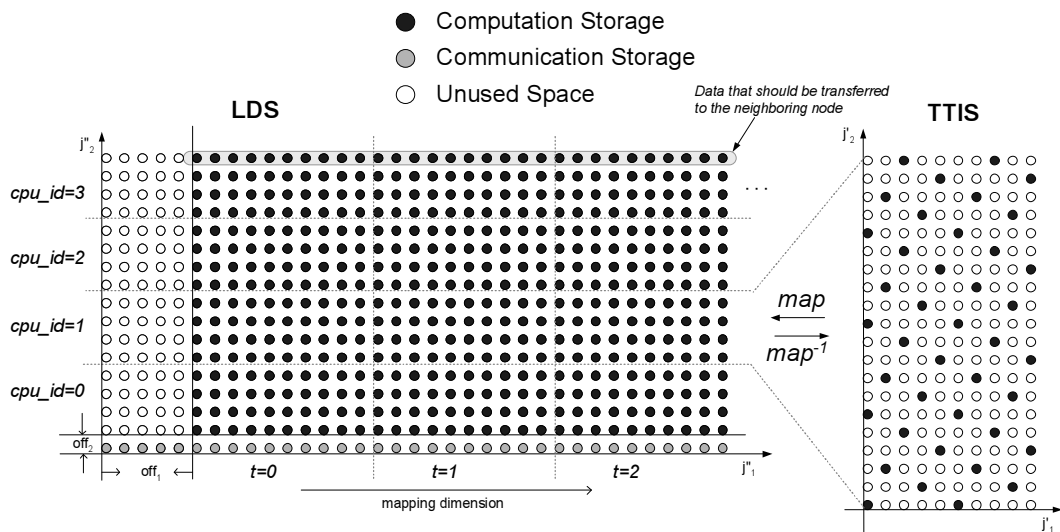 Computation Storage
Communication Storage
Unused Space
LDS
Data that should be transferred
to the neighboring node
TTIS
j"2
j'2
cpu_id=3
...
cpu_id=2
map
cpu_id=1
map-1
cpu_id=0
off2
off1
t=0
t=1
t=2
j"1
mapping dimension
j'1